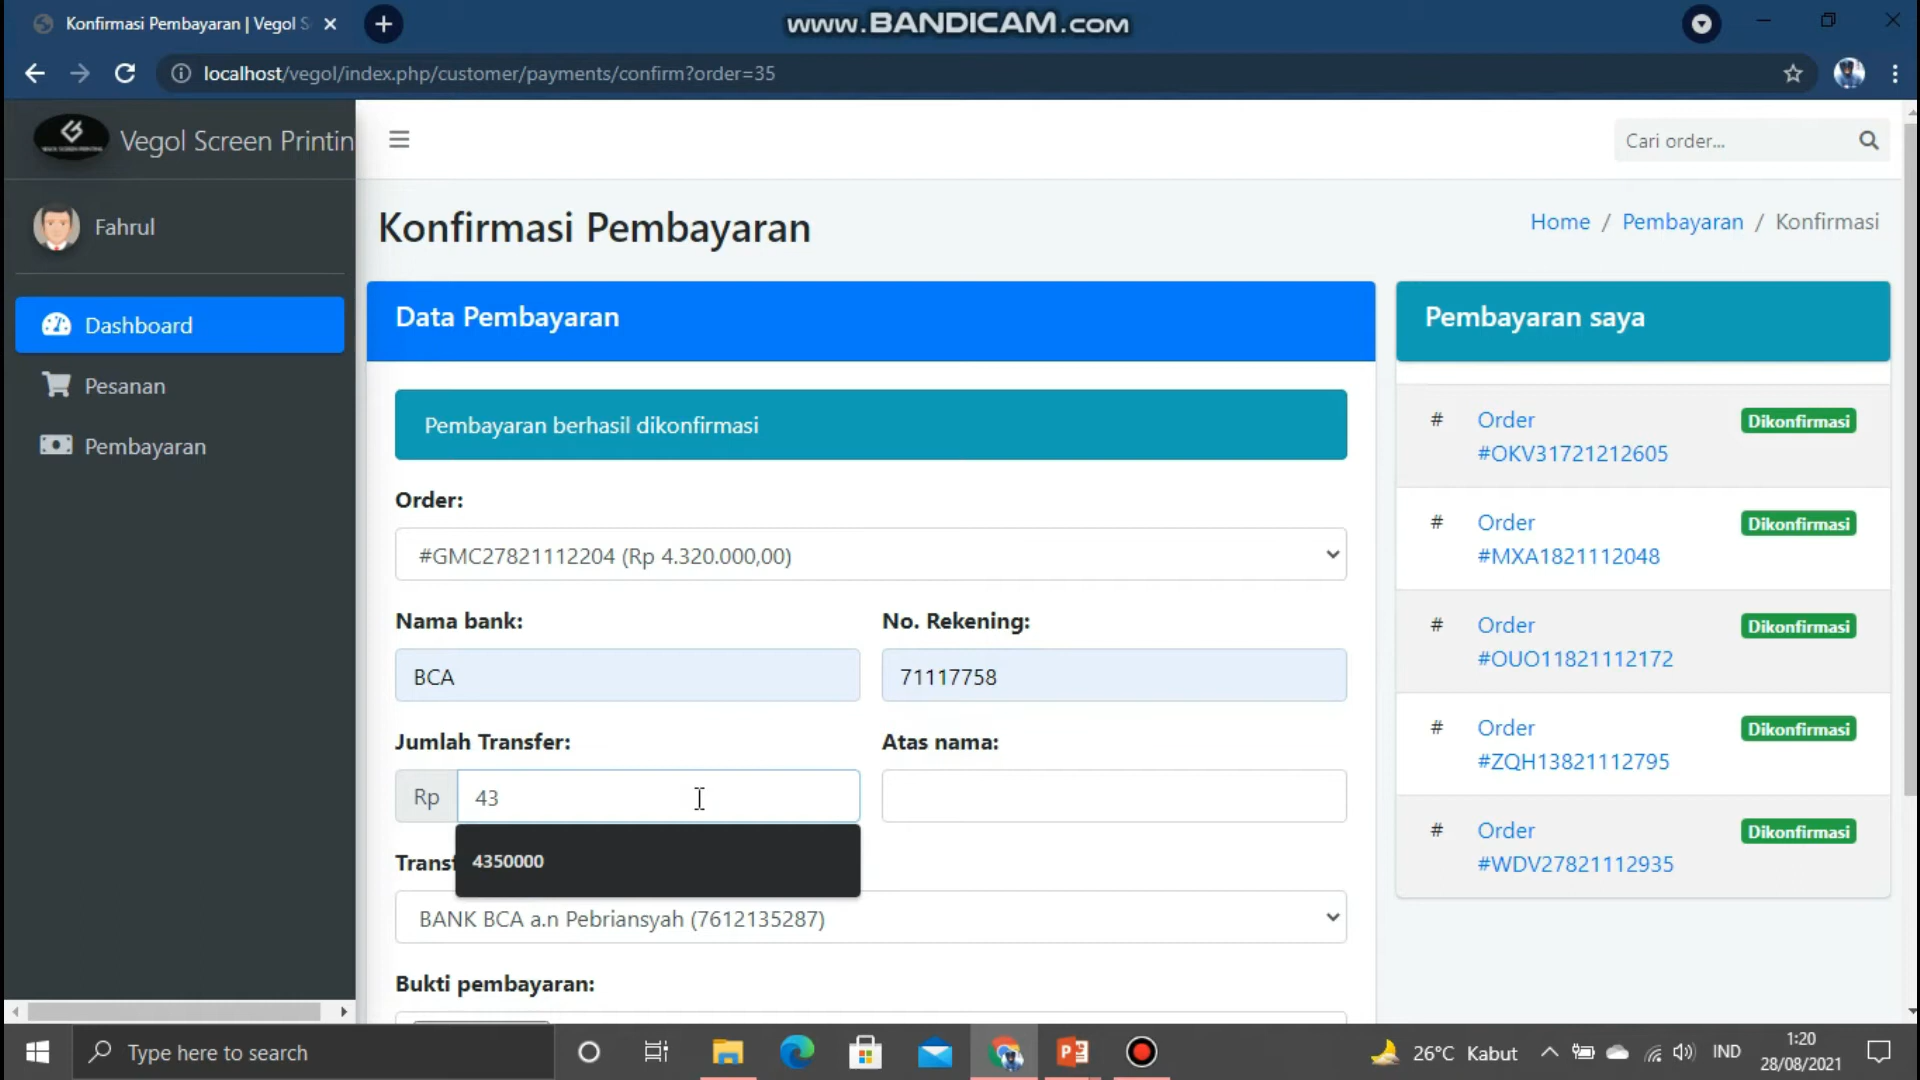 Konfirmasi Pembayaran | Vegol S
www.BANDICAM.com
localhost/vegol/index.php/customer/payments/confirm?order=35
Vegol Screen Printin
Cari order...
Fahrul
Konfirmasi Pembayaran
Home / Pembayaran / Konfirmasi
Dashboard
Pesanan
Pembayaran
Data Pembayaran
Pembayaran berhasil dikonfirmasi
Order:
#GMC27821112204 (Rp 4.320.000,00)
Nama bank:
No. Rekening:
BCA
71117758
Jumlah Transfer:
Atas nama:
Rp 43
4350000
Transf
BANK BCA a.n Pebriansyah (7612135287)
Bukti pembayaran:
Pembayaran saya
# Order Dikonfirmasi
#OKV31721212605
# Order Dikonfirmasi
#MXA1821112048
# Order Dikonfirmasi
#OUO11821112172
# Order Dikonfirmasi
#ZQH13821112795
# Order Dikonfirmasi
#WDV27821112935
Type here to search
26°C Kabut
IND
1:20
28/08/2021